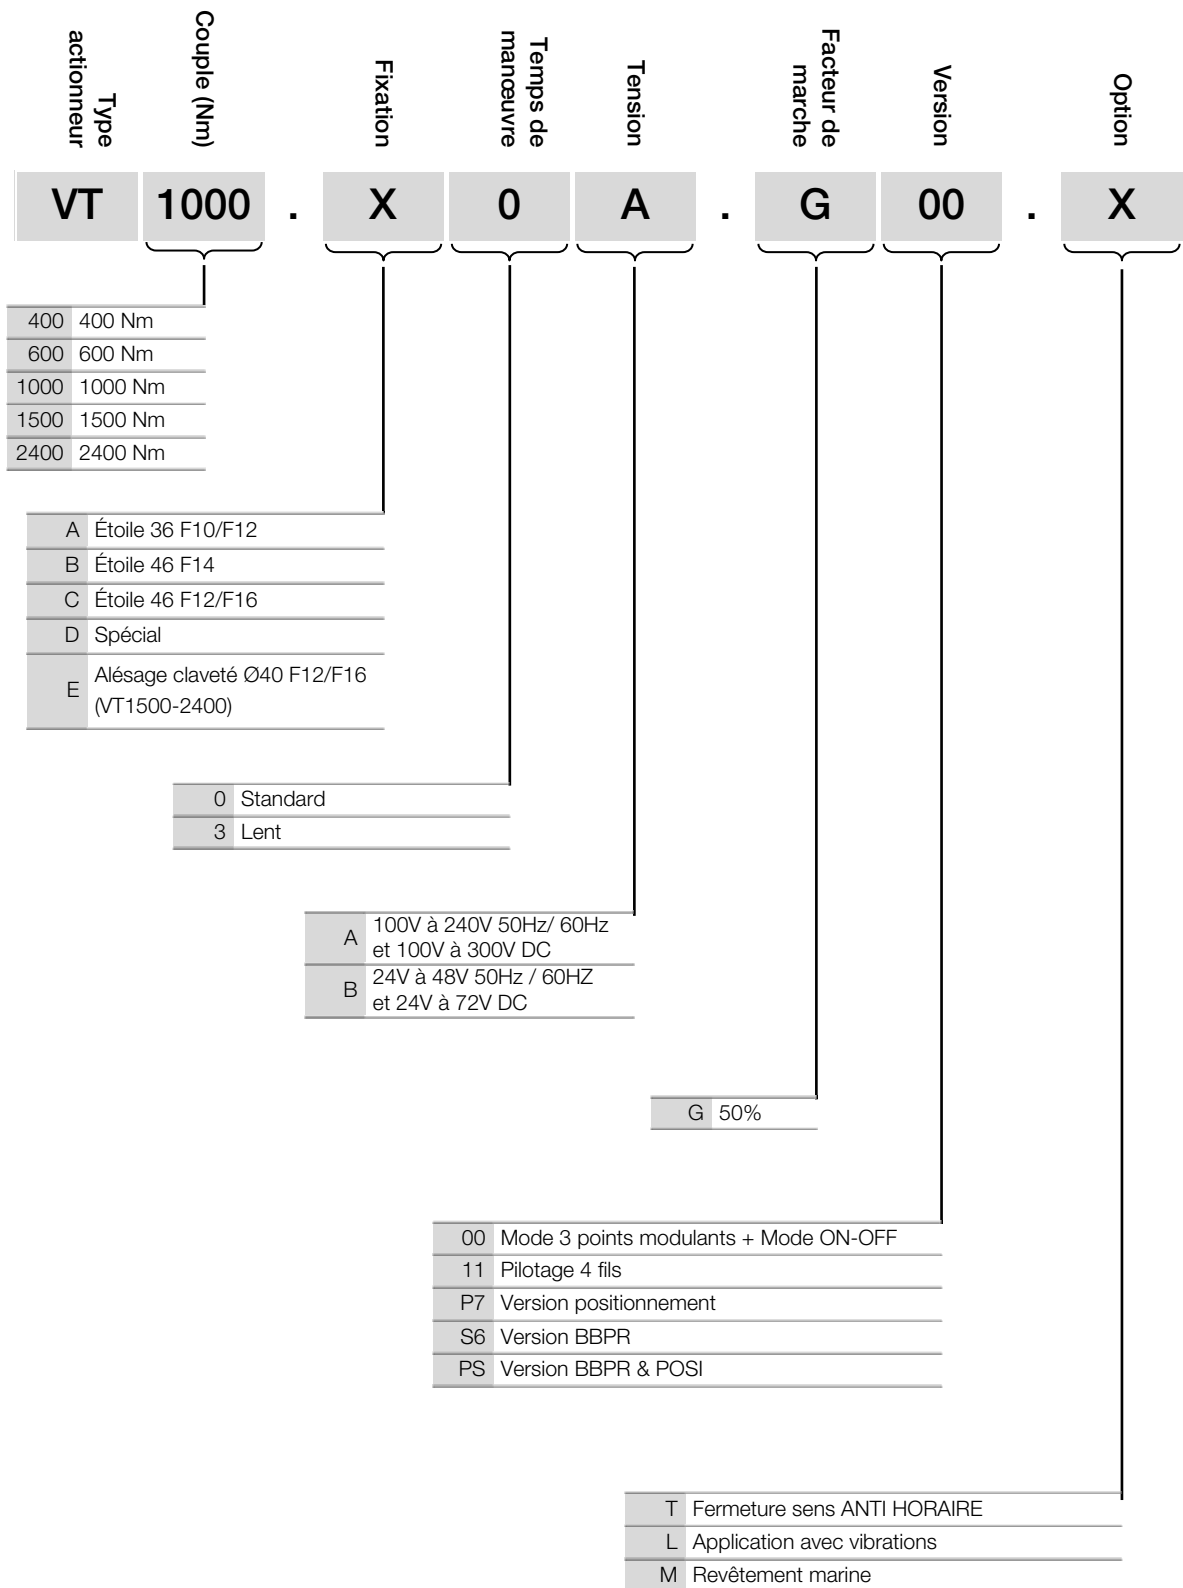 Type
actionneur
Couple (Nm)
Fixation
Temps de
manœuvre
Tension
Facteur de
marche
Version
Option
VT 1000 . X 0 A . G 00 . X
400 400 Nm
600 600 Nm
1000 1000 Nm
1500 1500 Nm
2400 2400 Nm
A Étoile 36 F10/F12
B Étoile 46 F14
C Étoile 46 F12/F16
D Spécial
E Alésage claveté Ø40 F12/F16
(VT1500-2400)
0 Standard
3 Lent
A 100V à 240V 50Hz/ 60Hz
et 100V à 300V DC
B 24V à 48V 50Hz / 60HZ
et 24V à 72V DC
G 50%
00 Mode 3 points modulants + Mode ON-OFF
11 Pilotage 4 fils
P7 Version positionnement
S6 Version BBPR
PS Version BBPR & POSI
T Fermeture sens ANTI HORAIRE
L Application avec vibrations
M Revêtement marine